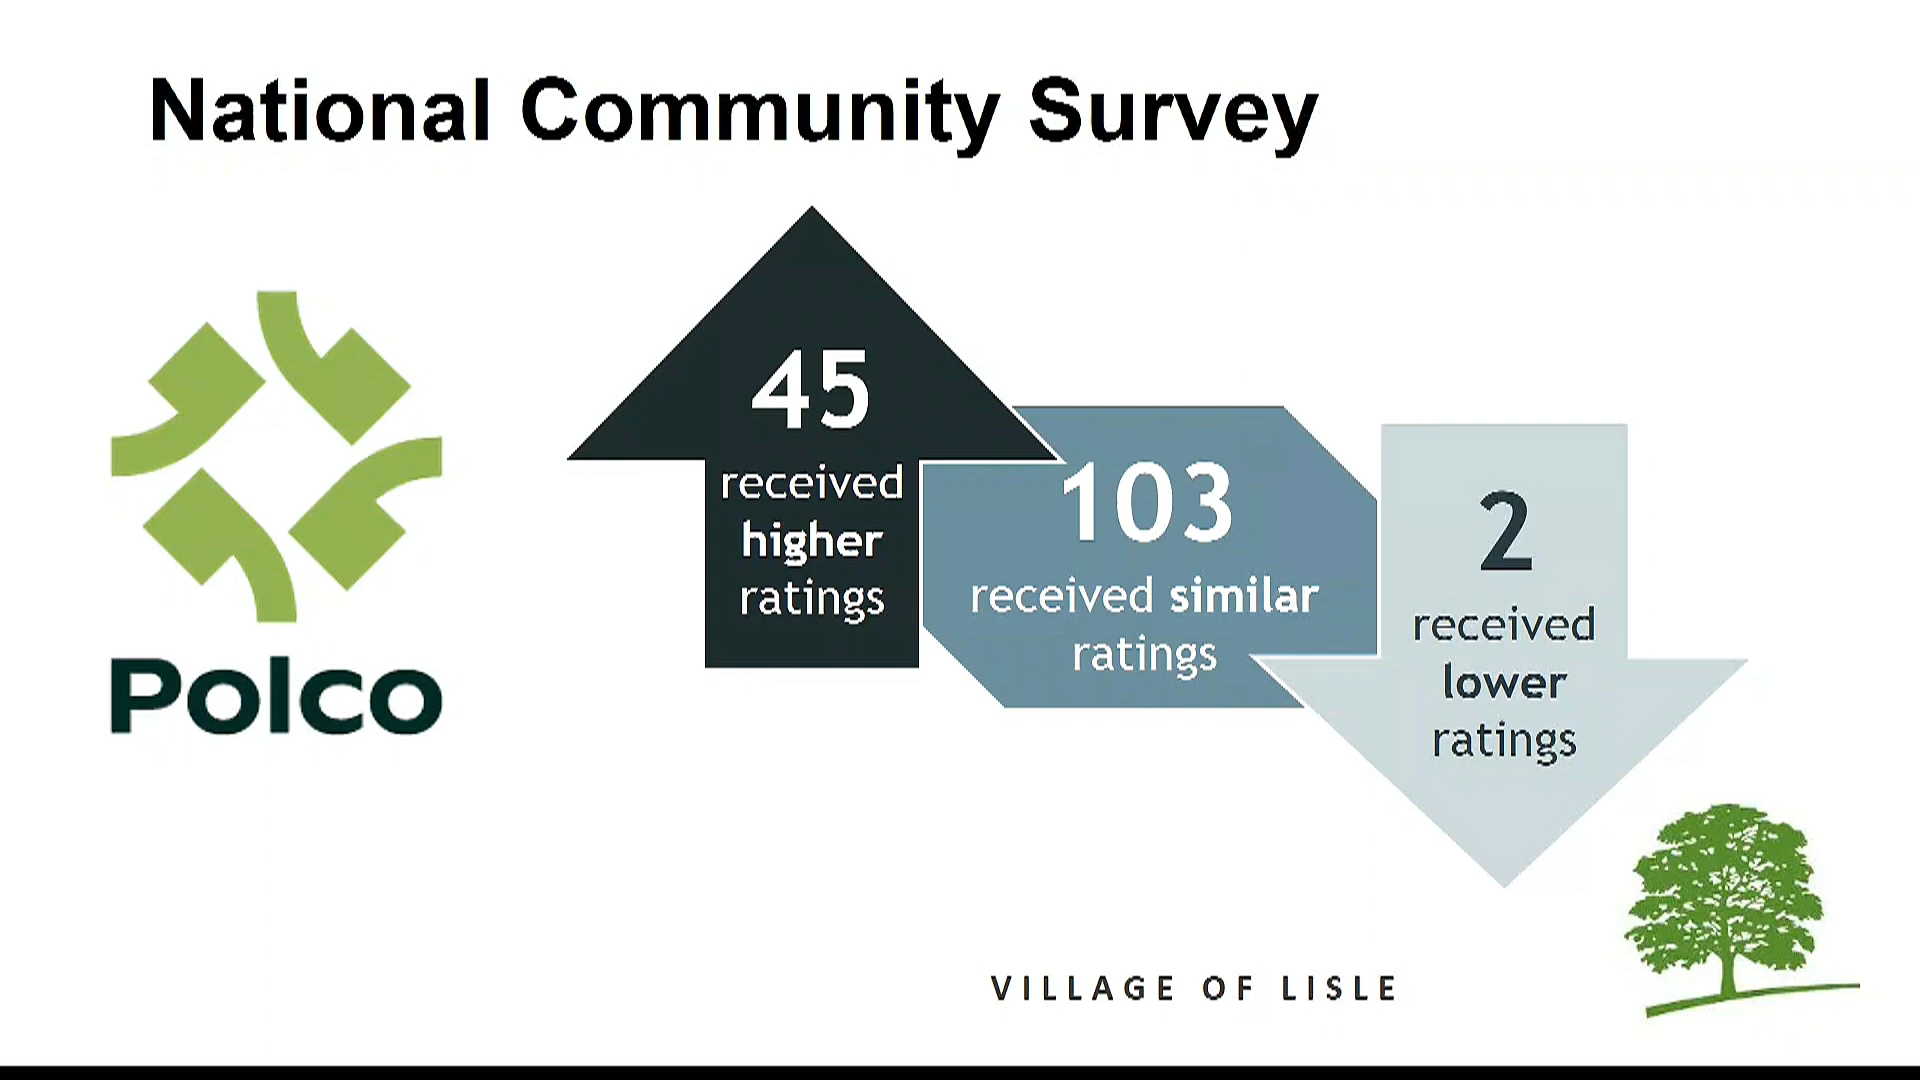 National Community Survey
Polco
45
received
higher
ratings
103
received similar
ratings
2
received
lower
ratings
VILLAGE OF LISLE